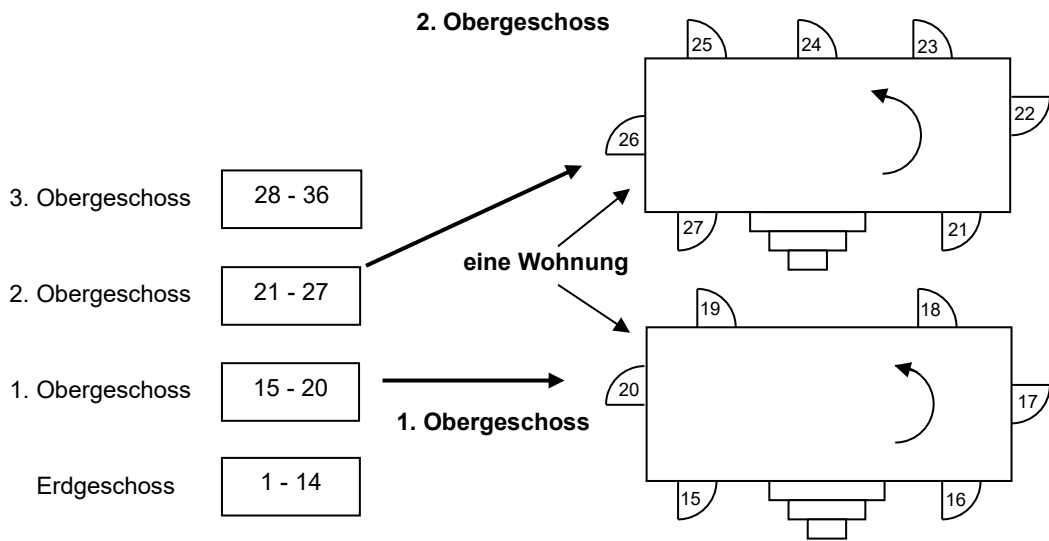 2. Obergeschoss
25 24 23
22
26
27 21
3. Obergeschoss 28 - 36
eine Wohnung
2. Obergeschoss 21 - 27
19 18
1. Obergeschoss 15 - 20
20
17
1. Obergeschoss
Erdgeschoss 1 - 14
15 16